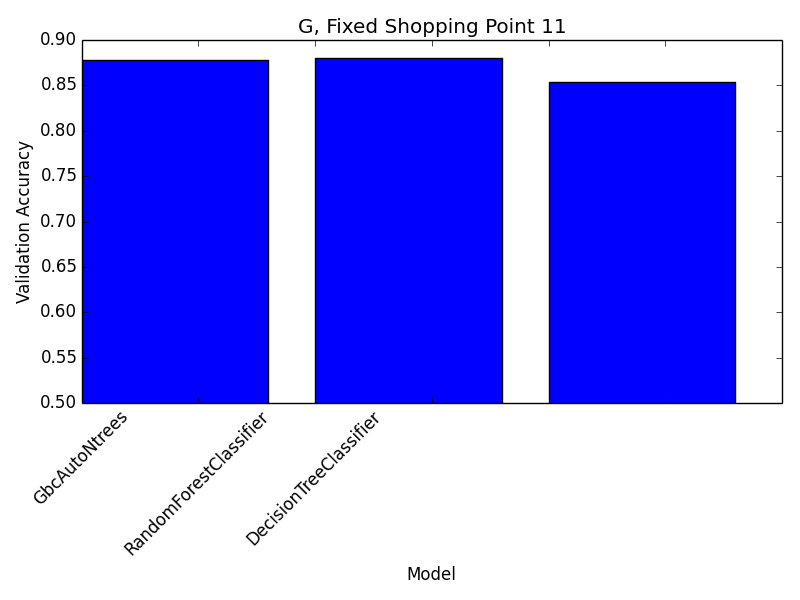 G, Fixed Shopping Point 11
0.90
0.85
0.80
0.75
0.70
0.65
0.60
0.55
0.50
Validation Accuracy
GbcAutoNtrees
RandomForestClassifier
DecisionTreeClassifier
Model